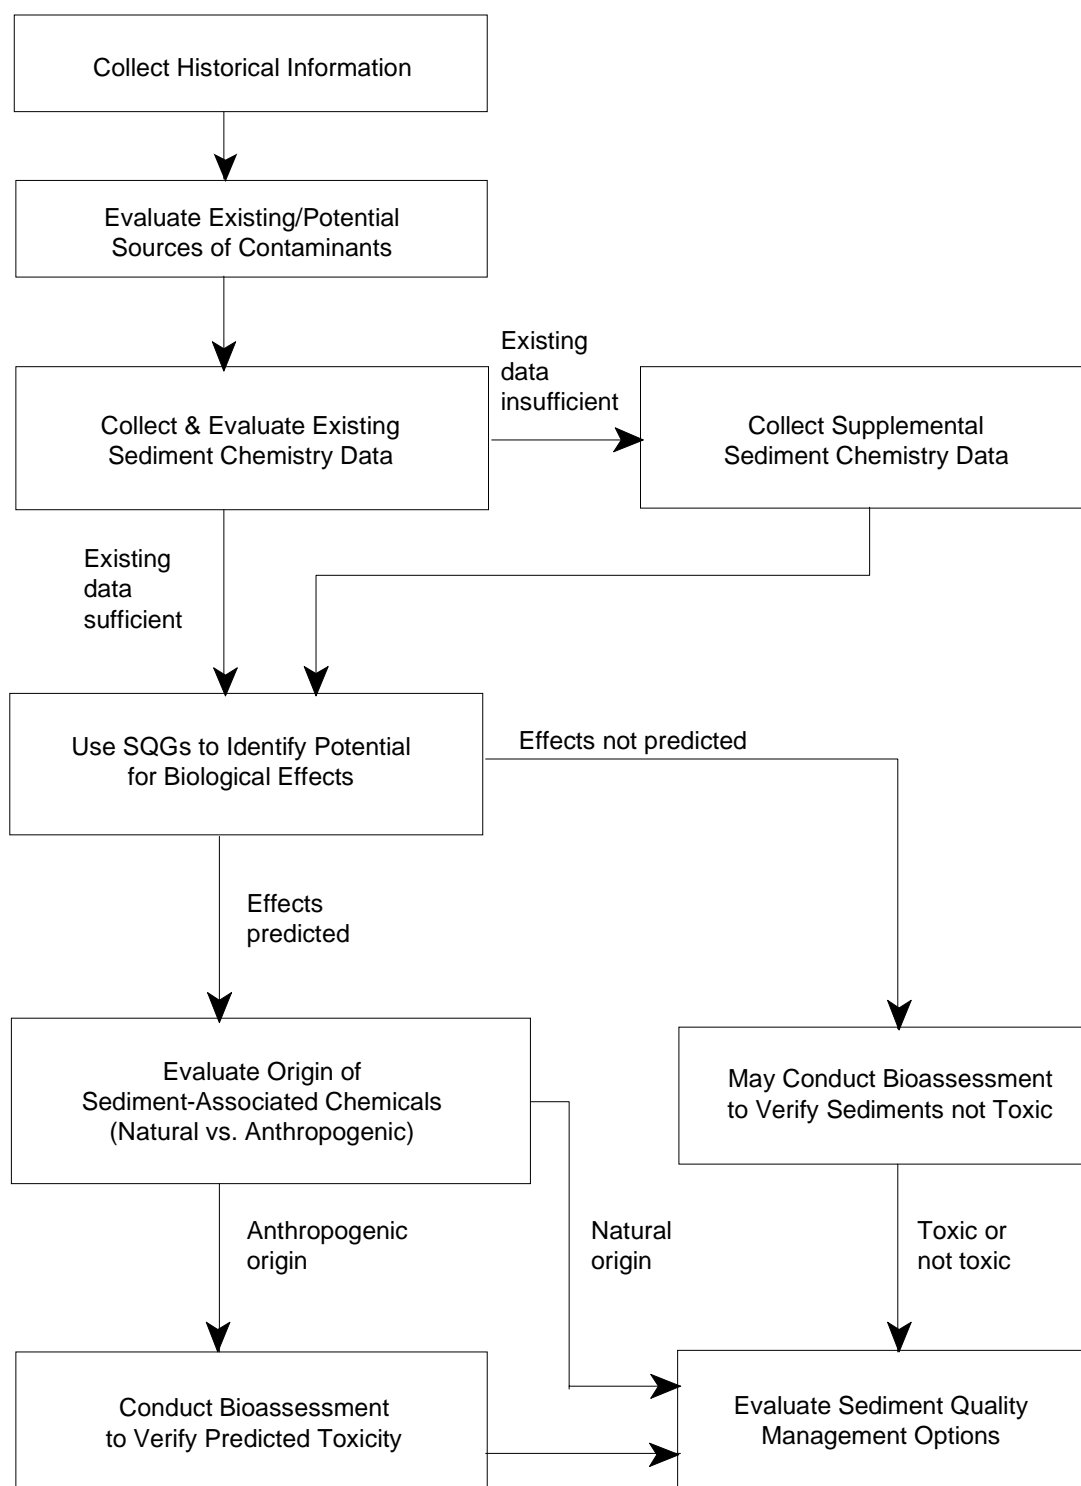 Collect Historical Information
Evaluate Existing/Potential
Sources of Contaminants
Existing
data
insufficient
Collect & Evaluate Existing
Sediment Chemistry Data
Collect Supplemental
Sediment Chemistry Data
Existing
data
sufficient
Use SQGs to Identify Potential
for Biological Effects
Effects not predicted
Effects
predicted
Evaluate Origin of
Sediment-Associated Chemicals
(Natural vs. Anthropogenic)
May Conduct Bioassessment
to Verify Sediments not Toxic
Anthropogenic
origin
Natural
origin
Toxic or
not toxic
Conduct Bioassessment
to Verify Predicted Toxicity
Evaluate Sediment Quality
Management Options